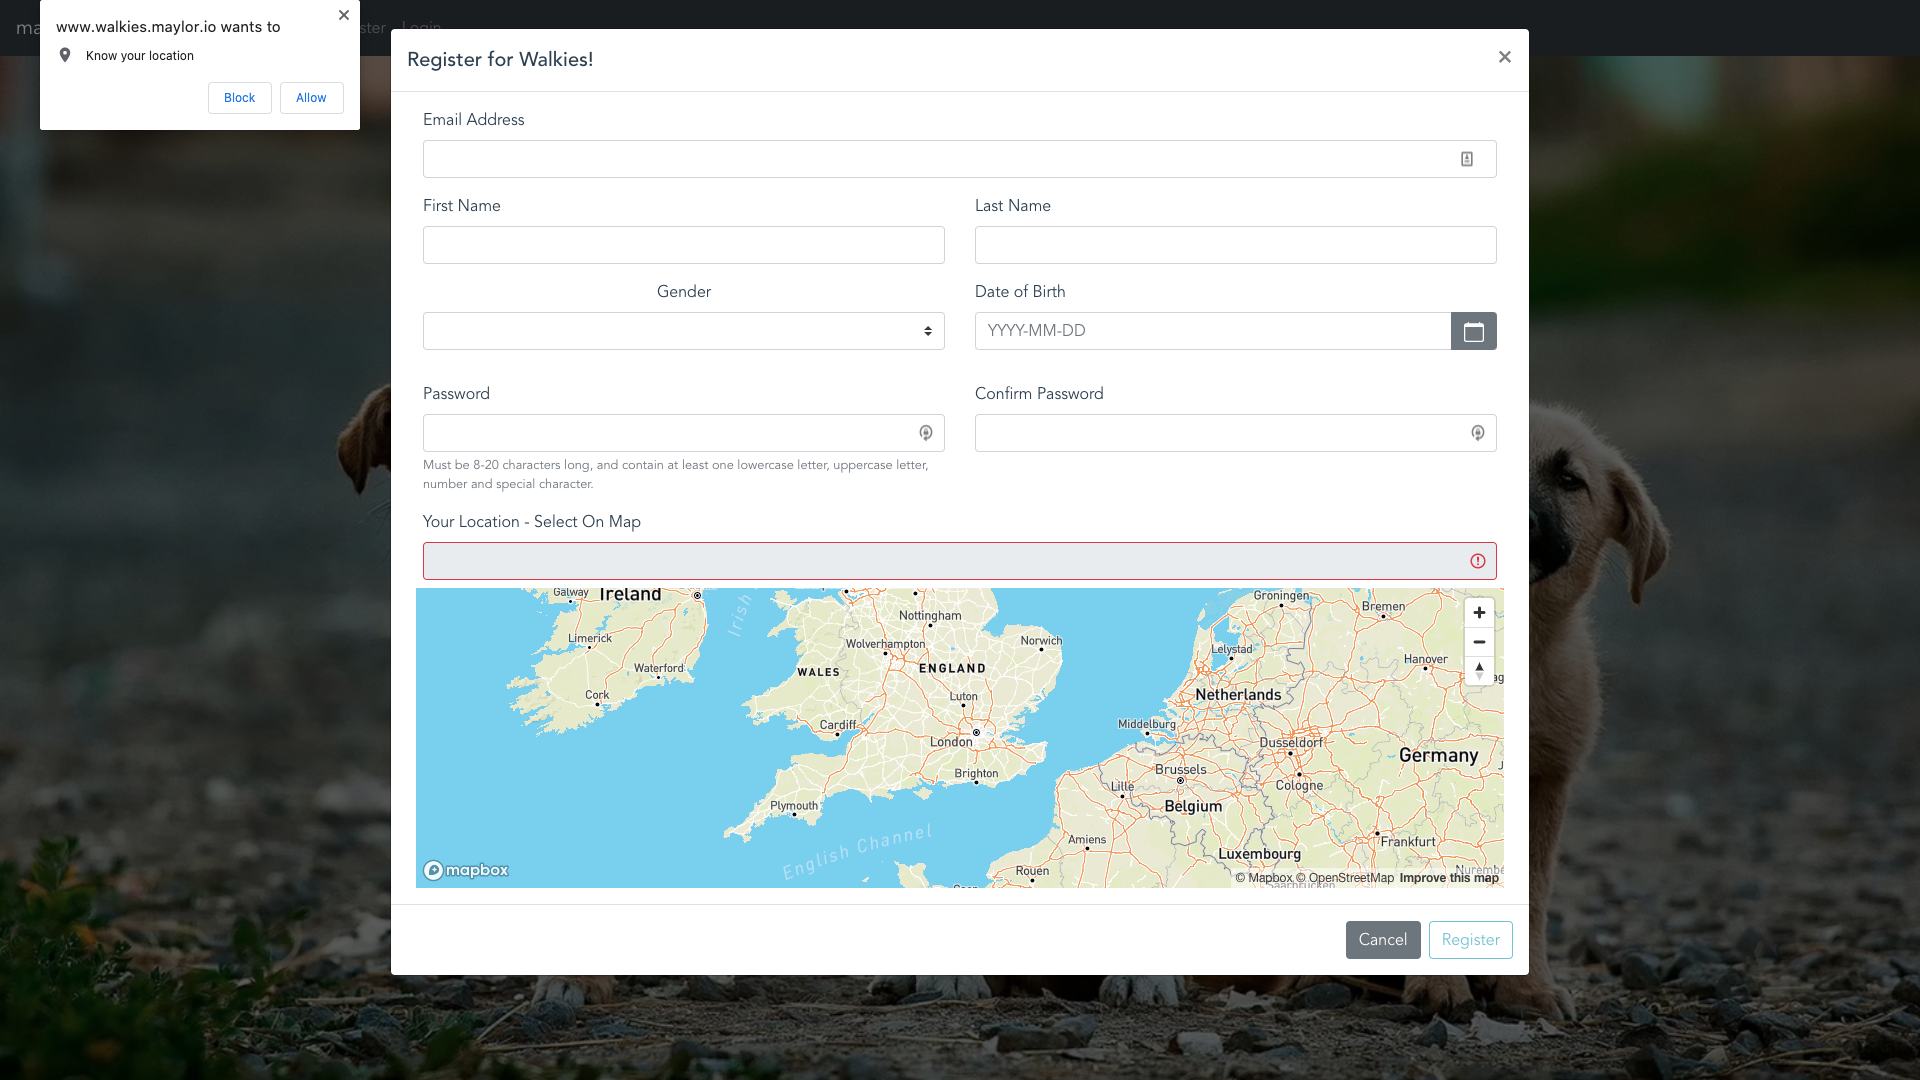 www.walkies.maylor.io wants to
Know your location
Block
Allow
Login
Register for Walkies!
Email Address
First Name
Last Name
Gender
Date of Birth
YYYY-MM-DD
Password
Confirm Password
Must be 8-20 characters long, and contain at least one lowercase letter, uppercase letter,
number and special character.
Your Location - Select On Map
Galway
Ireland
Irish
Nottingham
Groningen
Bremen
Limerick
Wolverhampton
Norwich
Lelystad
Hanover
Waterford
WALES
ENGLAND
Cork
Luton
Netherlands
Cardiff
Middelburg
London
Dusseldorf
Germany
Brighton
Brussels
Lille
Cologne
Plymouth
Belgium
English Channel
Amiens
Frankfurt
Luxembourg
Rouen
mapbox
© Mapbox © OpenStreetMap Improve this map
Cancel
Register